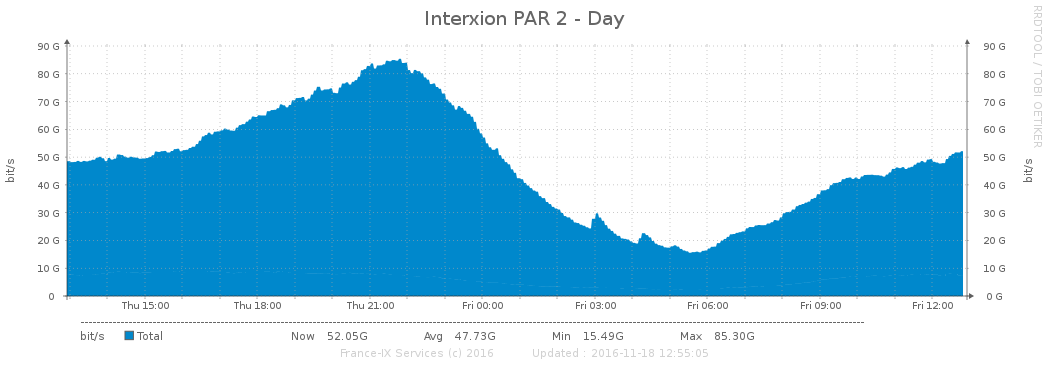 Interxion PAR 2 - Day
RRDTOOL / TOBI OETIKER
90 G 90 G
80 G 80 G
70 G 70 G
60 G 60 G
50 G 50 G
40 G 40 G
30 G 30 G
20 G 20 G
10 G 10 G
0 0 G
bit/s bit/s
Thu 15:00 Thu 18:00 Thu 21:00 Fri 00:00 Fri 03:00 Fri 06:00 Fri 09:00 Fri 12:00
bit/s Total Now 52.05G Avg 47.73G Min 15.49G Max 85.30G
France-IX Services (c) 2016 Updated : 2016-11-18 12:55:05